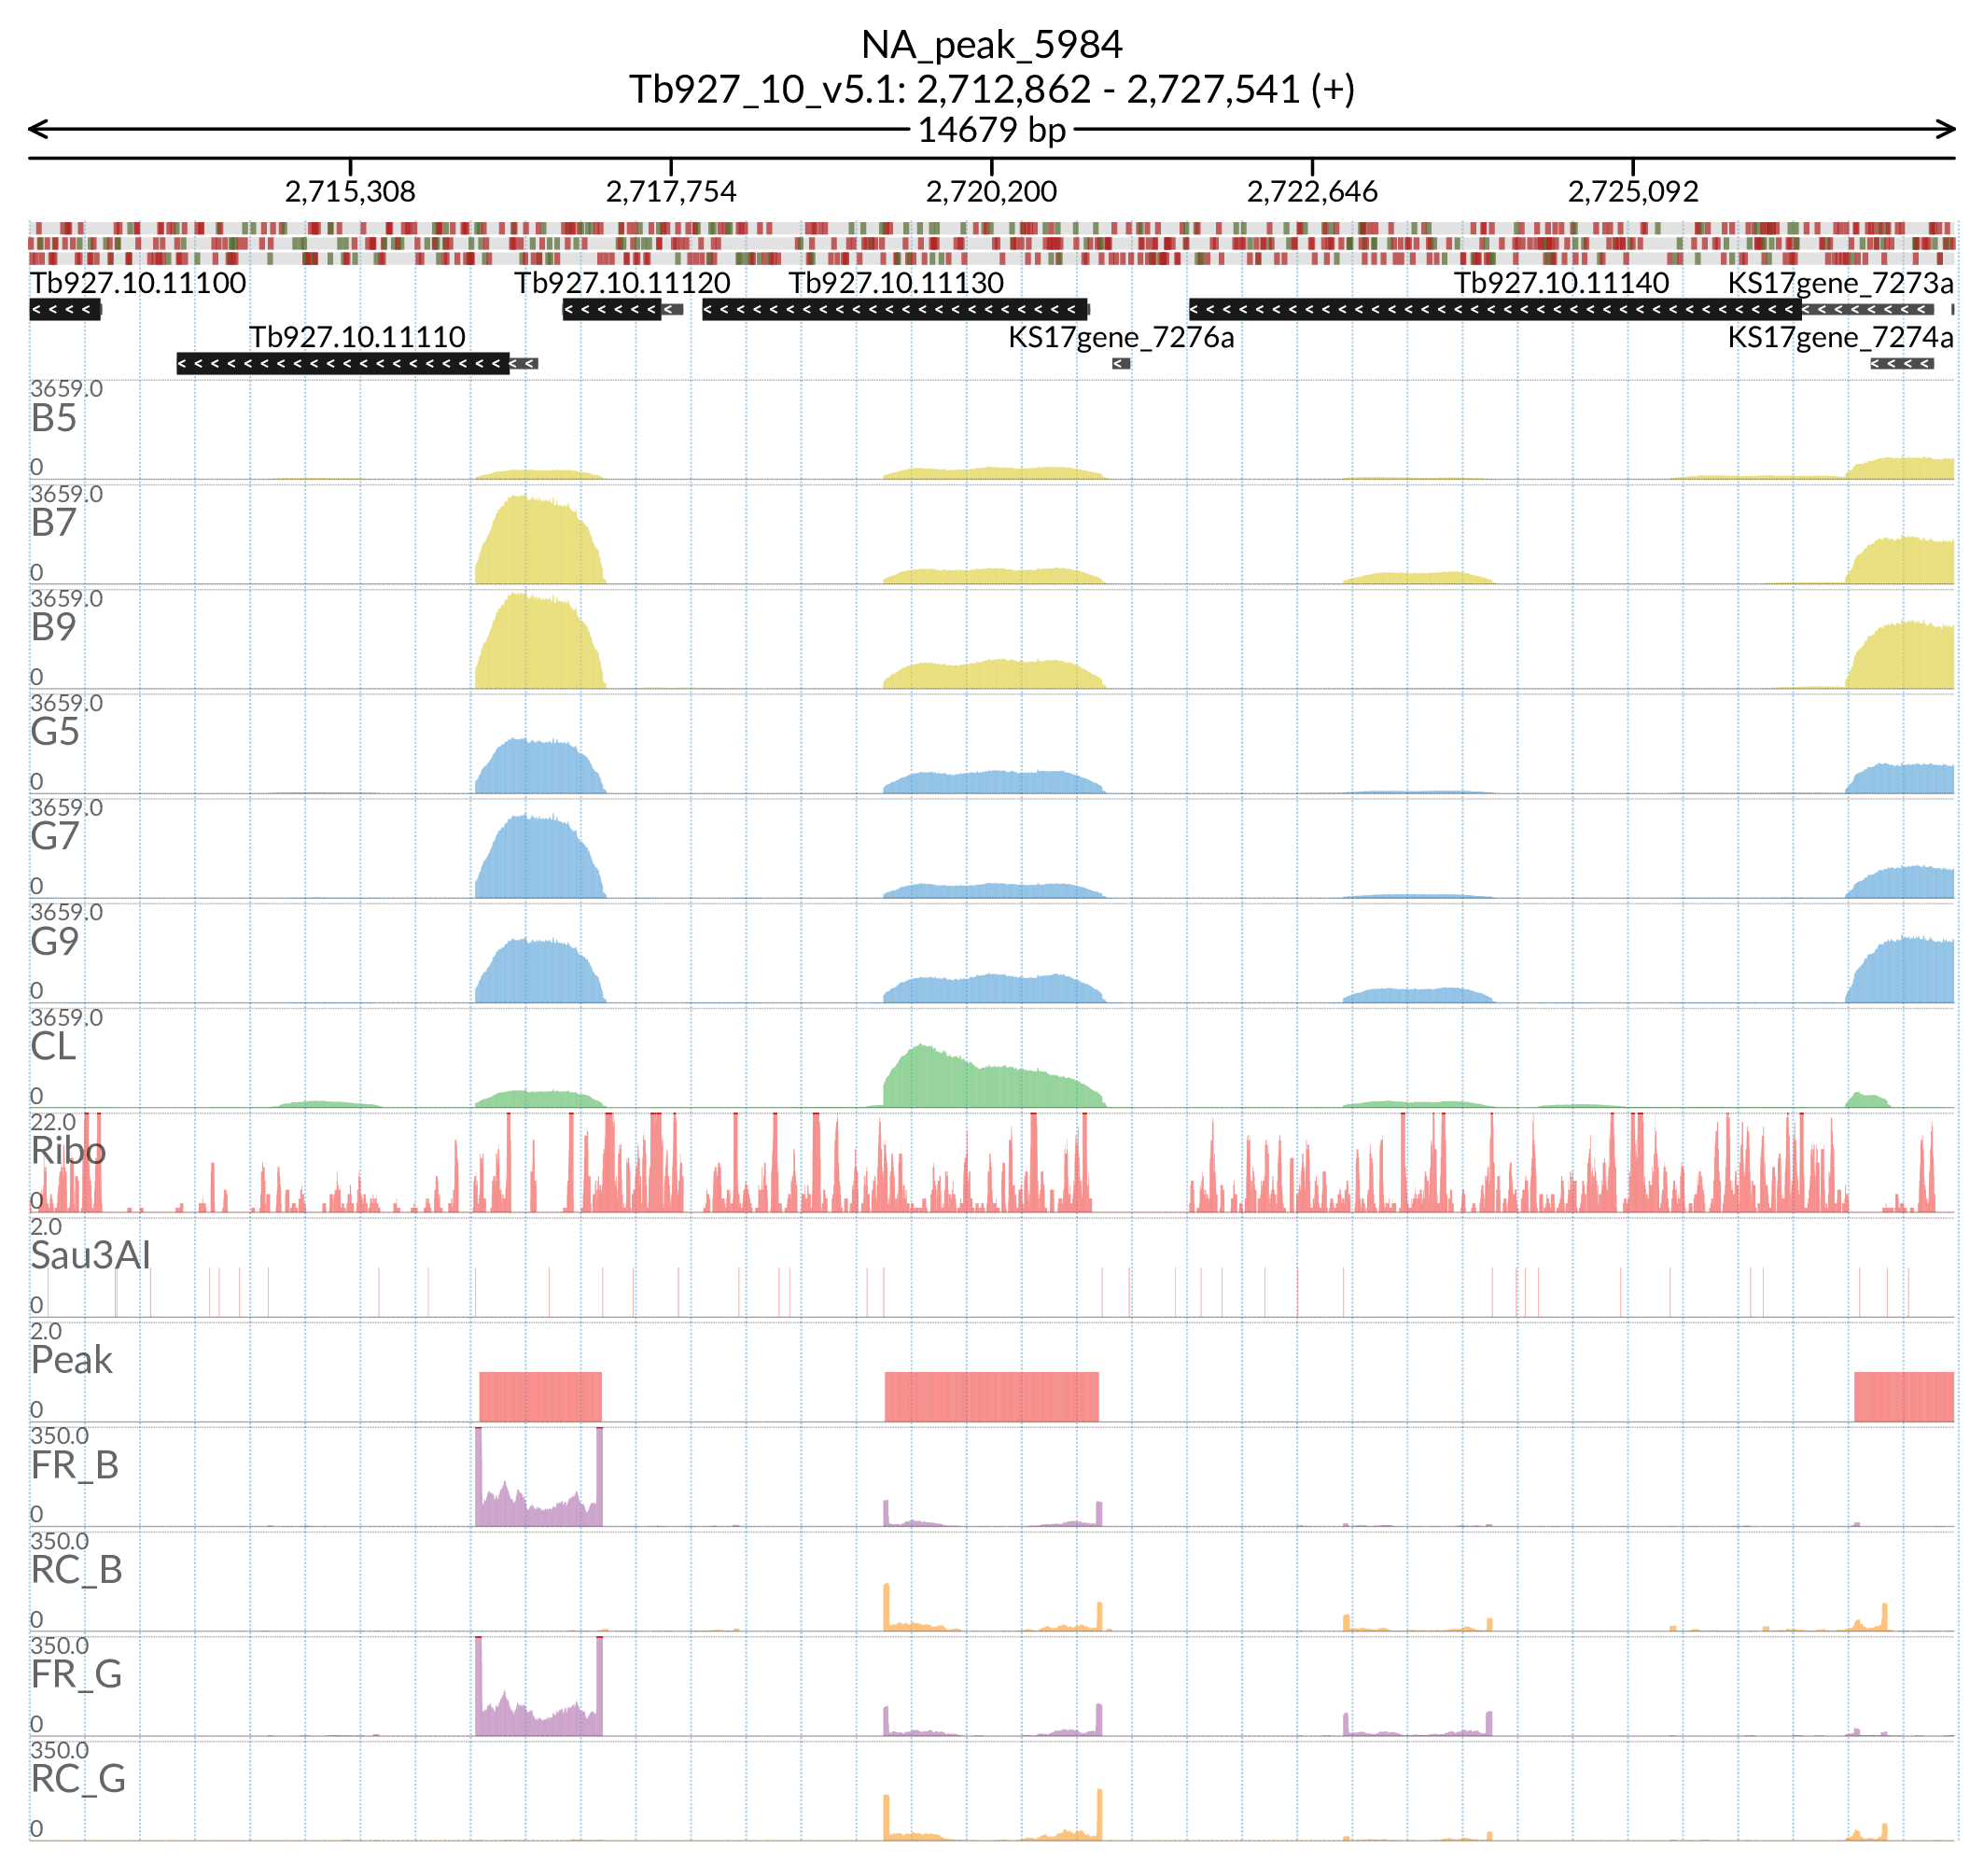 NA_peak_5984
Tb927_10_v5.1: 2,712,862 - 2,727,541 (+)
14679 bp
2,715,308 2,717,754 2,720,200 2,722,646 2,725,092
Tb927.10.11100 Tb927.10.11120 Tb927.10.11130 Tb927.10.11140 KS17gene_7273a
Tb927.10.11110 KS17gene_7276a KS17gene_7274a
3659.0
B5
0
3659.0
B7
0
3659.0
B9
0
3659.0
G5
0
3659.0
G7
0
3659.0
G9
0
3659.0
CL
0
22.0
Ribo
0
2.0
Sau3AI
0
2.0
Peak
0
350.0
FR_B
0
350.0
RC_B
0
350.0
FR_G
0
350.0
RC_G
0